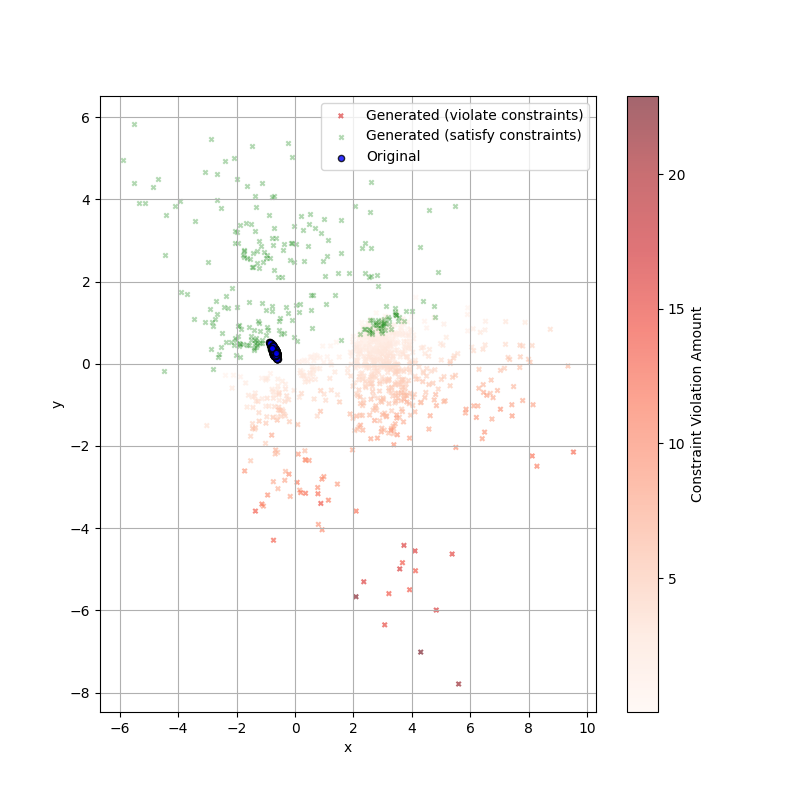 Generated (violate constraints)
Generated (satisfy constraints)
Original
6
4
2
0
−2
−4
−6
−8
y
−6 −4 −2 0 2 4 6 8 10
x
20
15
10
5
Constraint Violation Amount